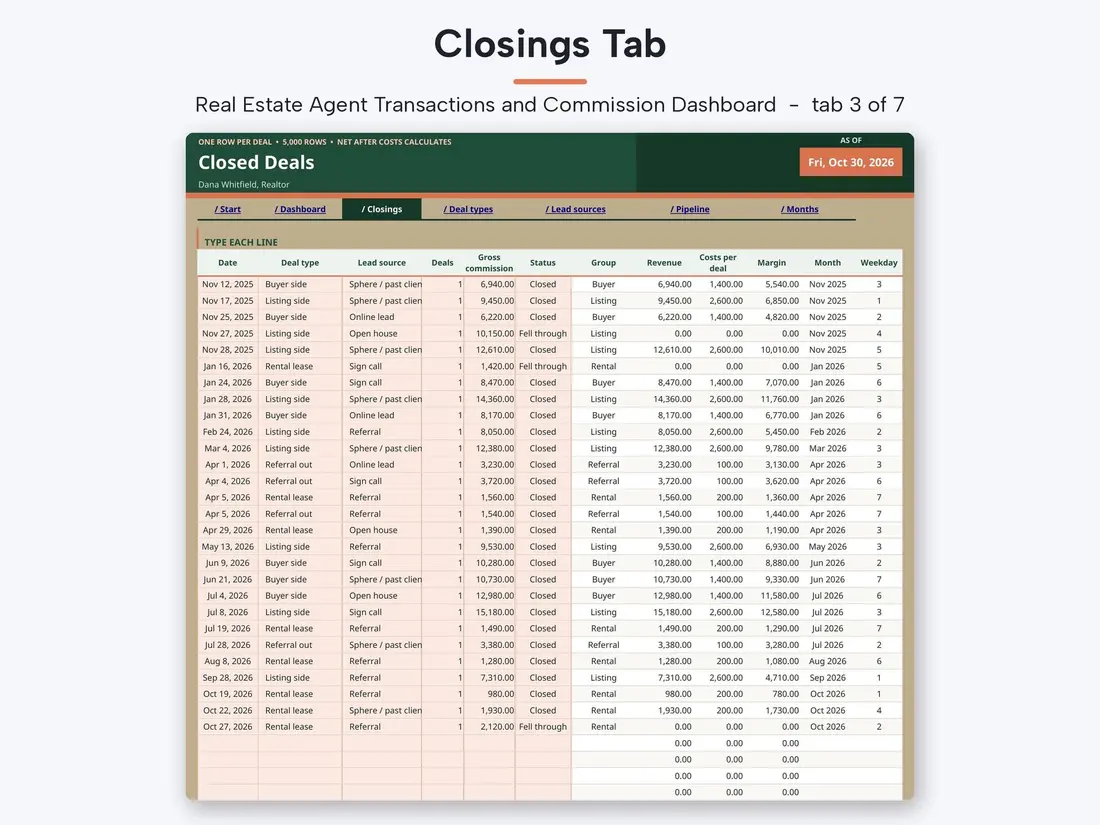 Closings Tab
Real Estate Agent Transactions and Commission Dashboard - tab 3 of 7
ONE ROW PER DEAL • 5,000 ROWS • NET AFTER COSTS CALCULATES
AS OF
Closed Deals
Fri, Oct 30, 2026
Dana Whitfield, Realtor
/ Start / Dashboard / Closings / Deal types / Lead sources / Pipeline / Months
TYPE EACH LINE
Date Deal type Lead source Deals Gross commission Status Group Revenue Costs per deal Margin Month Weekday
Nov 12, 2025 Buyer side Sphere / past clien 1 6,940.00 Closed Buyer 6,940.00 1,400.00 5,540.00 Nov 2025 3
Nov 17, 2025 Listing side Sphere / past clien 1 9,450.00 Closed Listing 9,450.00 2,600.00 6,850.00 Nov 2025 1
Nov 25, 2025 Buyer side Online lead 1 6,220.00 Closed Buyer 6,220.00 1,400.00 4,820.00 Nov 2025 2
Nov 27, 2025 Listing side Open house 1 10,150.00 Fell through Listing 0.00 0.00 0.00 Nov 2025 4
Nov 28, 2025 Listing side Sphere / past clien 1 12,610.00 Closed Listing 12,610.00 2,600.00 10,010.00 Nov 2025 5
Jan 16, 2026 Rental lease Sign call 1 1,420.00 Fell through Rental 0.00 0.00 0.00 Jan 2026 5
Jan 24, 2026 Buyer side Sign call 1 8,470.00 Closed Buyer 8,470.00 1,400.00 7,070.00 Jan 2026 6
Jan 28, 2026 Listing side Sphere / past clien 1 14,360.00 Closed Listing 14,360.00 2,600.00 11,760.00 Jan 2026 3
Jan 31, 2026 Buyer side Online lead 1 8,170.00 Closed Buyer 8,170.00 1,400.00 6,770.00 Jan 2026 6
Feb 24, 2026 Listing side Referral 1 8,050.00 Closed Listing 8,050.00 2,600.00 5,450.00 Feb 2026 2
Mar 4, 2026 Listing side Sphere / past clien 1 12,380.00 Closed Listing 12,380.00 2,600.00 9,780.00 Mar 2026 3
Apr 1, 2026 Referral out Online lead 1 3,230.00 Closed Referral 3,230.00 100.00 3,130.00 Apr 2026 3
Apr 4, 2026 Referral out Sign call 1 3,720.00 Closed Referral 3,720.00 100.00 3,620.00 Apr 2026 6
Apr 5, 2026 Rental lease Referral 1 1,560.00 Closed Rental 1,560.00 200.00 1,360.00 Apr 2026 7
Apr 5, 2026 Referral out Referral 1 1,540.00 Closed Referral 1,540.00 100.00 1,440.00 Apr 2026 7
Apr 29, 2026 Rental lease Open house 1 1,390.00 Closed Rental 1,390.00 200.00 1,190.00 Apr 2026 3
May 13, 2026 Listing side Referral 1 9,530.00 Closed Listing 9,530.00 2,600.00 6,930.00 May 2026 3
Jun 9, 2026 Buyer side Sign call 1 10,280.00 Closed Buyer 10,280.00 1,400.00 8,880.00 Jun 2026 2
Jun 21, 2026 Buyer side Sphere / past clien 1 10,730.00 Closed Buyer 10,730.00 1,400.00 9,330.00 Jun 2026 7
Jul 4, 2026 Buyer side Open house 1 12,980.00 Closed Buyer 12,980.00 1,400.00 11,580.00 Jul 2026 6
Jul 8, 2026 Listing side Sign call 1 15,180.00 Closed Listing 15,180.00 2,600.00 12,580.00 Jul 2026 3
Jul 19, 2026 Rental lease Referral 1 1,490.00 Closed Rental 1,490.00 200.00 1,290.00 Jul 2026 7
Jul 28, 2026 Referral out Sphere / past clien 1 3,380.00 Closed Referral 3,380.00 100.00 3,280.00 Jul 2026 2
Aug 8, 2026 Rental lease Referral 1 1,280.00 Closed Rental 1,280.00 200.00 1,080.00 Aug 2026 6
Sep 28, 2026 Listing side Referral 1 7,310.00 Closed Listing 7,310.00 2,600.00 4,710.00 Sep 2026 1
Oct 19, 2026 Rental lease Referral 1 980.00 Closed Rental 980.00 200.00 780.00 Oct 2026 1
Oct 22, 2026 Rental lease Sphere / past clien 1 1,930.00 Closed Rental 1,930.00 200.00 1,730.00 Oct 2026 4
Oct 27, 2026 Rental lease Referral 1 2,120.00 Fell through Rental 0.00 0.00 0.00 Oct 2026 2
0.00 0.00 0.00
0.00 0.00 0.00
0.00 0.00 0.00
0.00 0.00 0.00